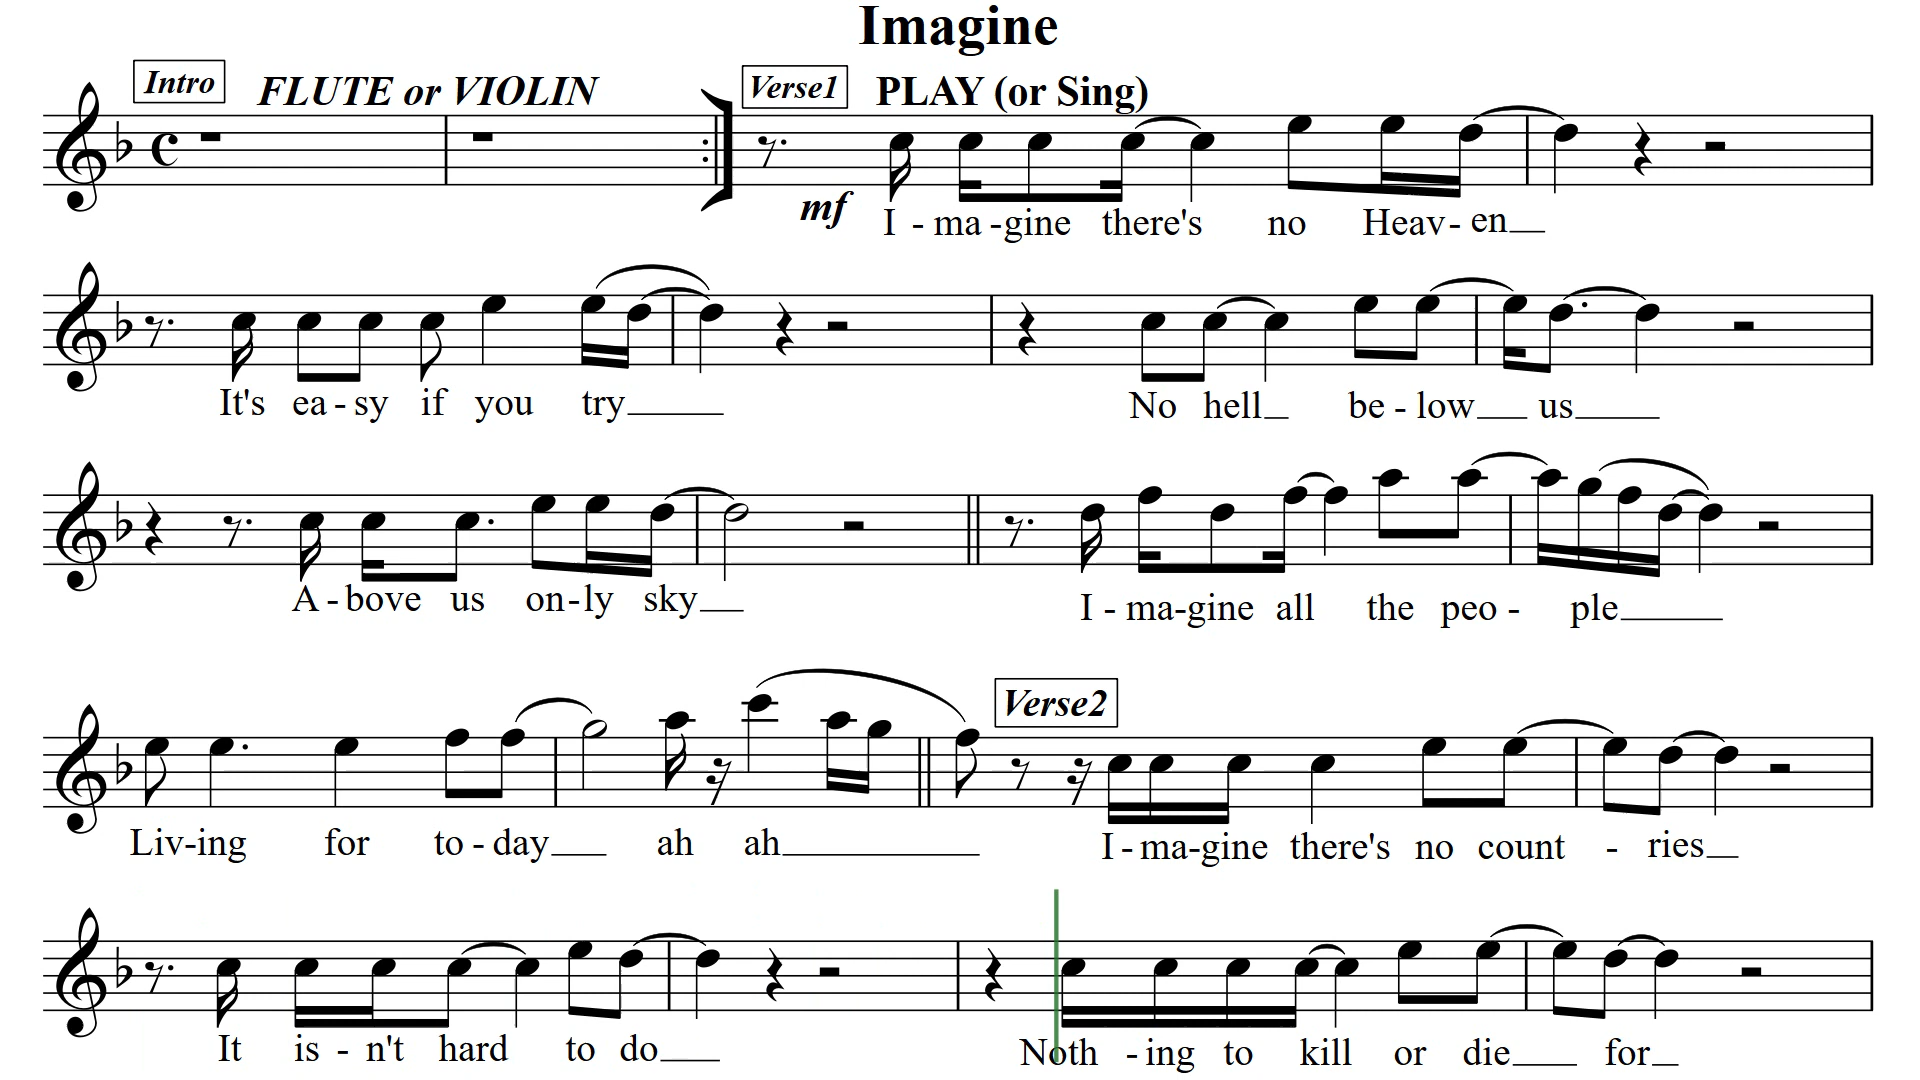 Imagine
Intro FLUTE or VIOLIN Verse1 PLAY (or Sing)
mf I - ma - gine there's no Heav- en
It's ea - sy if you try No hell be - low us
A - bove us on - ly sky I - ma - gine all the peo - ple
Verse2
Liv - ing for to - day ah ah I - ma - gine there's no count - ries
It is - n't hard to do Noth - ing to kill or die for